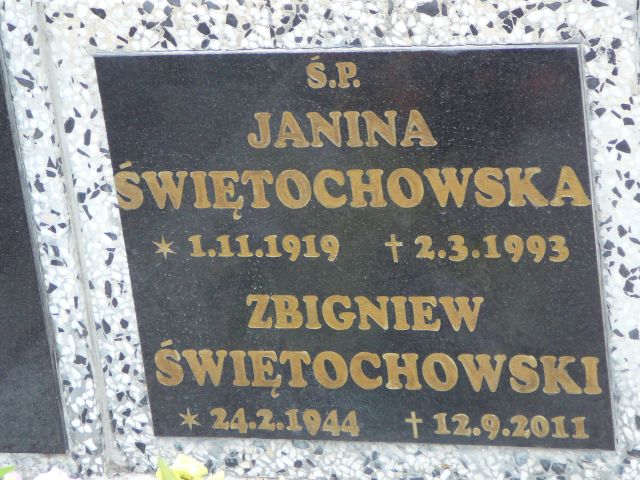 Ś.P.
JANINA
ŚWIĘTOCHOWSKA
* 1.11.1919 † 2.3.1993
ZBIGNIEW
ŚWIĘTOCHOWSKI
* 24.2.1944 † 12.9.2011